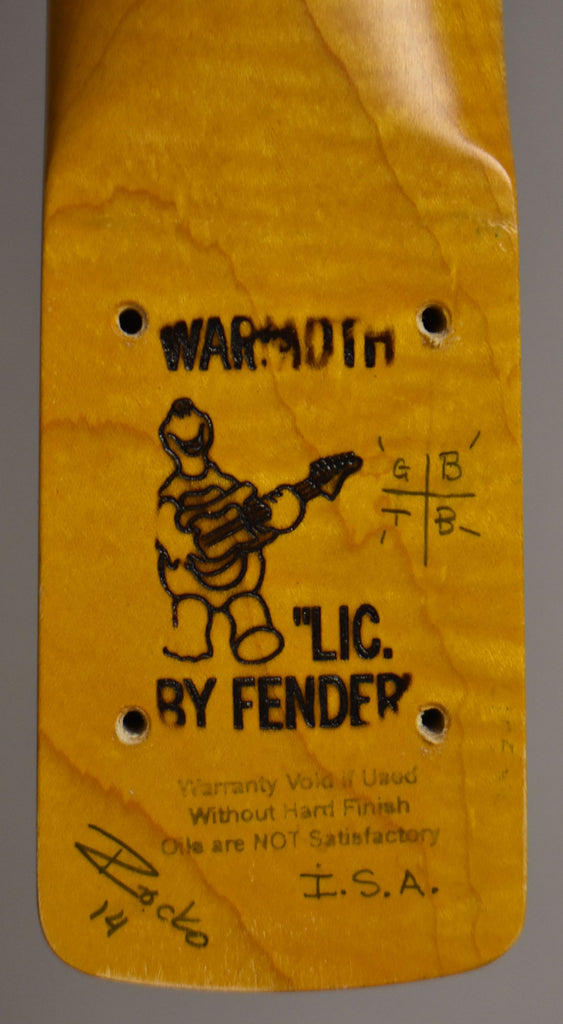 WARMOTH
'G B'
,T B-
"LIC.
BY FENDER"
Warranty Void If Used
Without Hard Finish
Oils are NOT Satisfactory
I.S.A.
Rocko
14